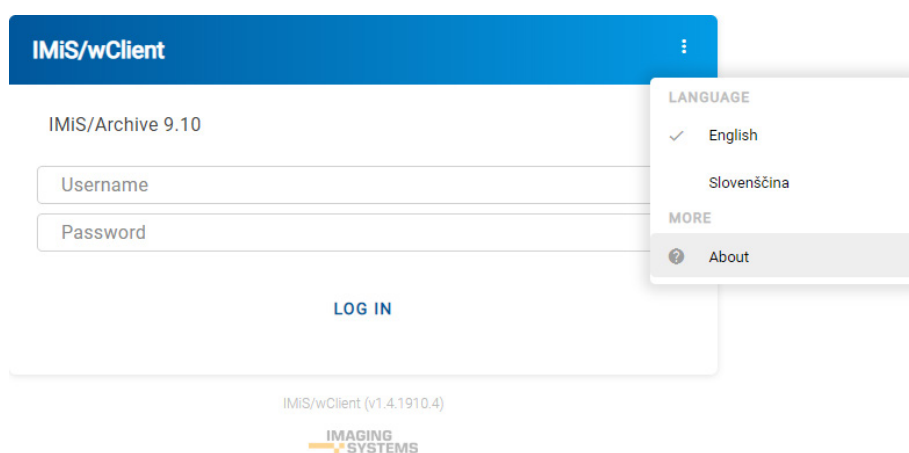 IMiS/wClient
IMiS/Archive 9.10
Username
Password
LOG IN
LANGUAGE
English
Slovenščina
MORE
About
IMiS/wClient (v1.4.1910.4)
IMAGING
SYSTEMS